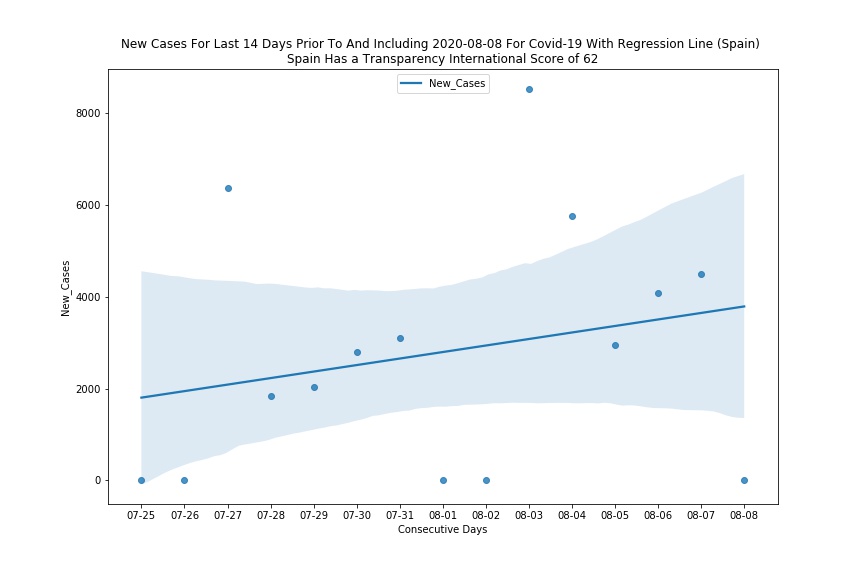 New Cases For Last 14 Days Prior To And Including 2020-08-08 For Covid-19 With Regression Line (Spain)
Spain Has a Transparency International Score of 62
New_Cases
8000
6000
4000
2000
0
New_Cases
07-25 07-26 07-27 07-28 07-29 07-30 07-31 08-01 08-02 08-03 08-04 08-05 08-06 08-07 08-08
Consecutive Days